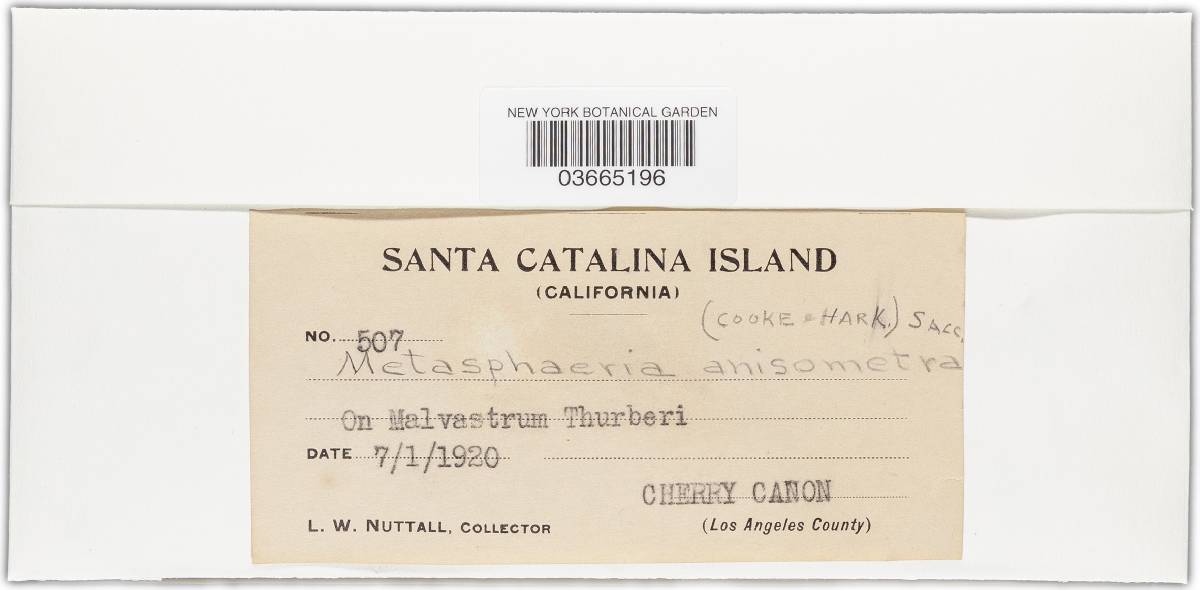 NEW YORK BOTANICAL GARDEN
03665196
SANTA CATALINA ISLAND
(CALIFORNIA)
(COOKE & HARK.) SACC.
NO. 507
Metasphaeria anisometra
On Malvastrum Thurberi
DATE 7/1/1920
CHERRY CANON
L. W. NUTTALL, COLLECTOR (Los Angeles County)